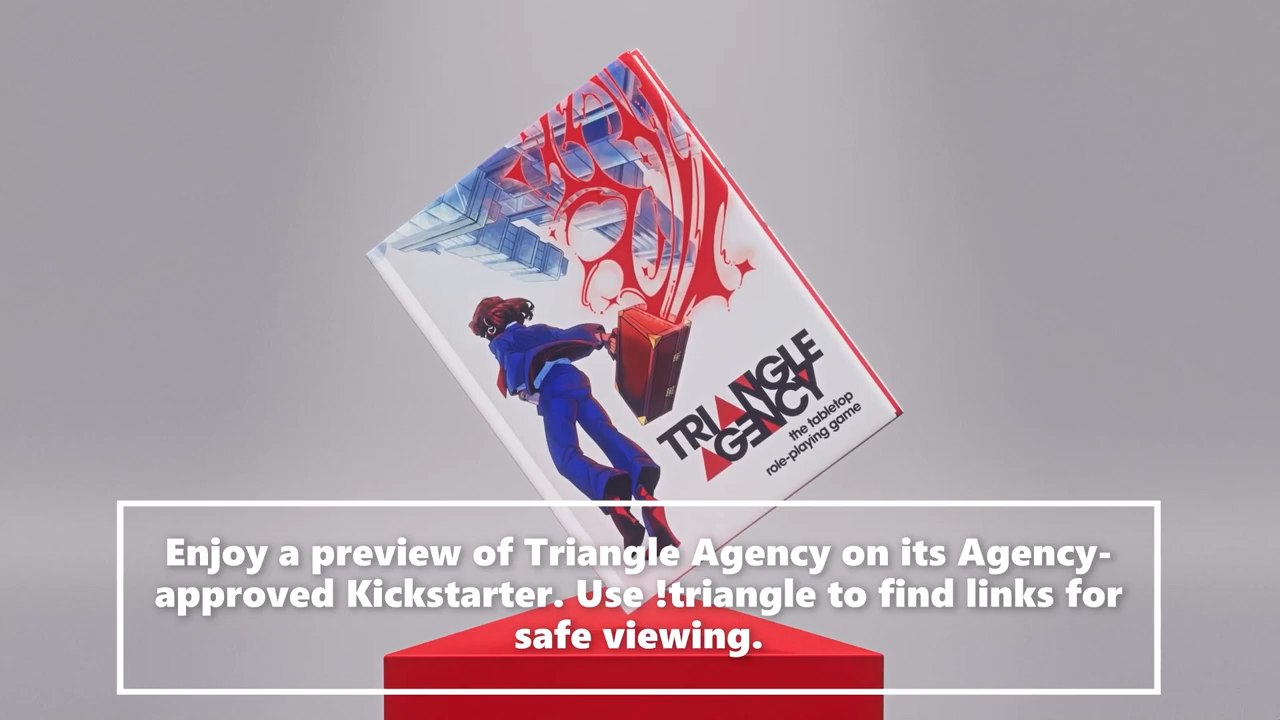 TRIANGLE
AGENCY
the tabletop
role-playing game
Enjoy a preview of Triangle Agency on its Agency-
approved Kickstarter. Use !triangle to find links for
safe viewing.